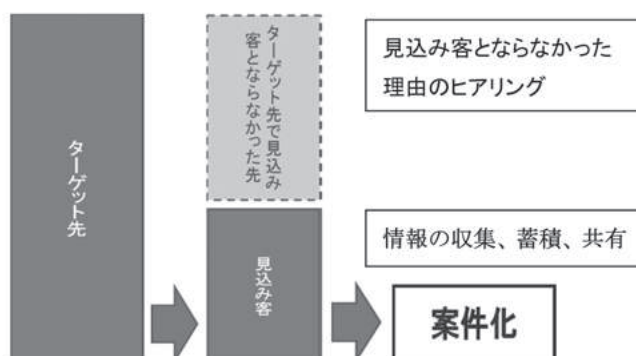 ターゲット先
ターゲット先で見込み
客とならなかった先
見込み客とならなかった
理由のヒアリング
見込み客
情報の収集、蓄積、共有
案件化